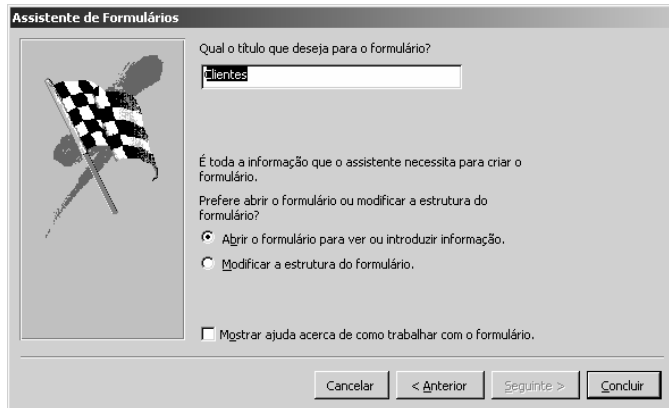 Assistente de Formulários
Qual o título que deseja para o formulário?
Clientes
É toda a informação que o assistente necessita para criar o
formulário.
Prefere abrir o formulário ou modificar a estrutura do
formulário?
Abrir o formulário para ver ou introduzir informação.
Modificar a estrutura do formulário.
Mostrar ajuda acerca de como trabalhar com o formulário.
Cancelar < Anterior Seguinte > Concluir